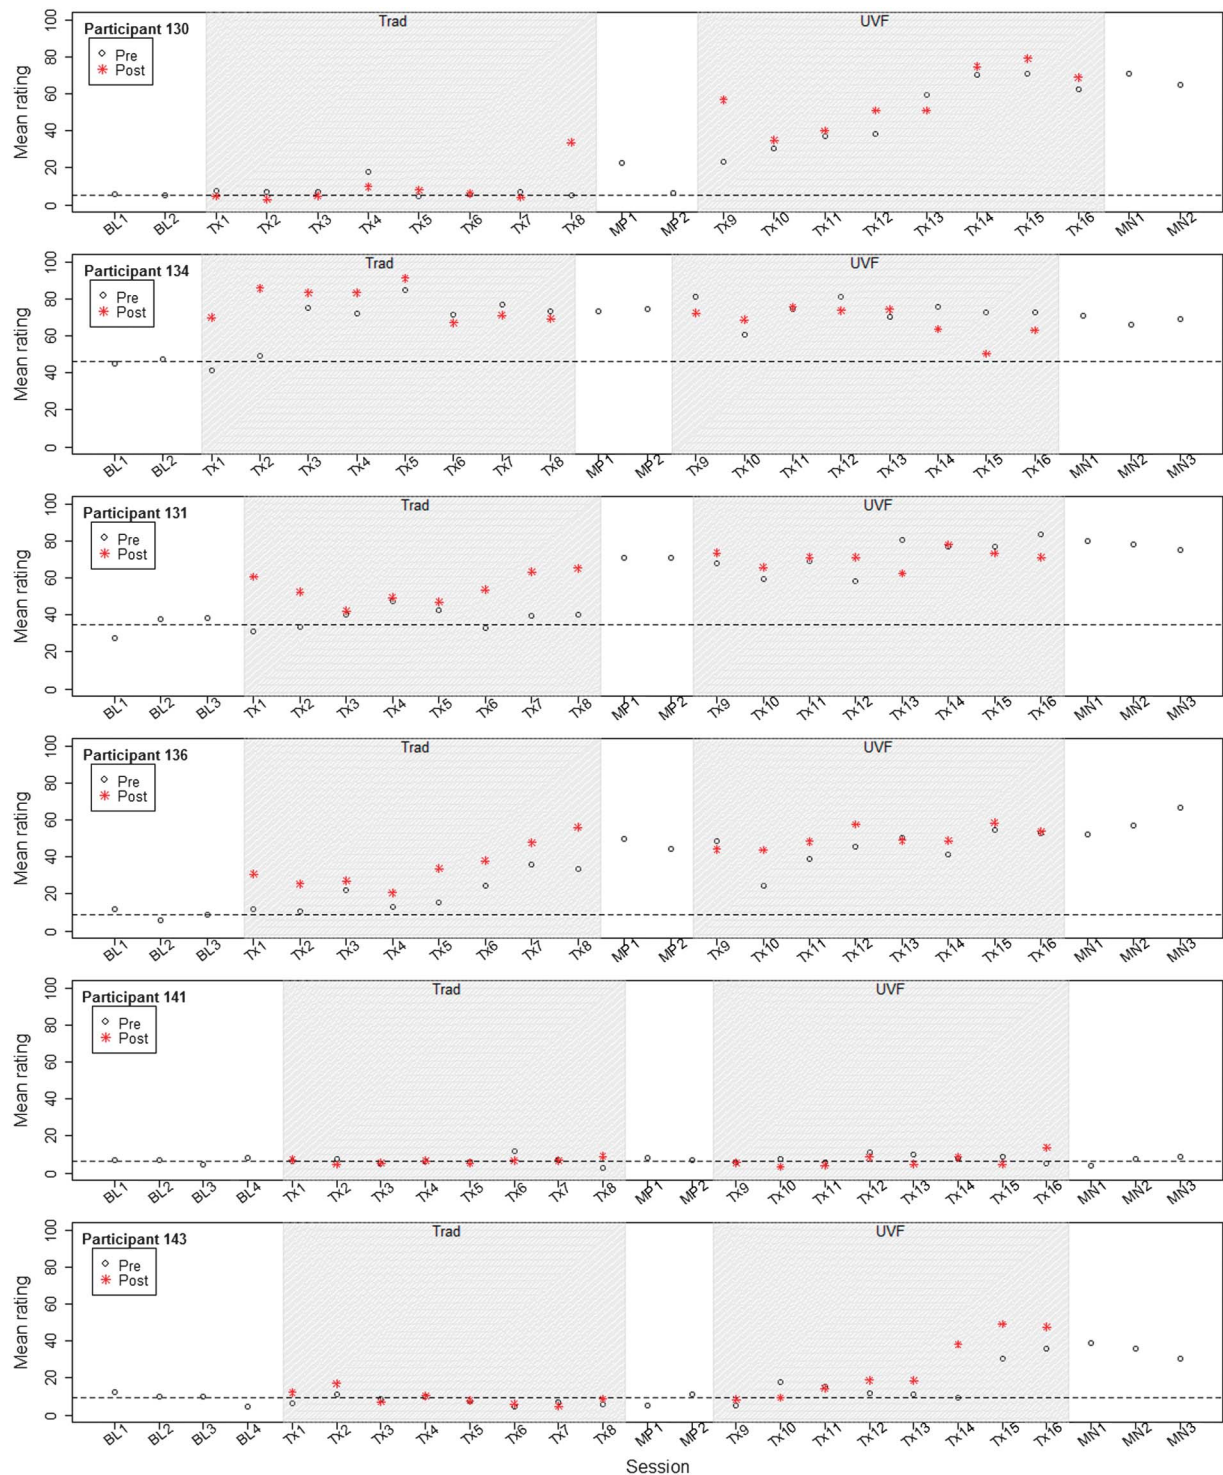 Participant 130
Pre
Post
Trad
UVF
Mean rating
0 20 40 60 80 100
BL1 BL2 TX1 TX2 TX3 TX4 TX5 TX6 TX7 TX8 MP1 MP2 TX9 TX10 TX11 TX12 TX13 TX14 TX15 TX16 MN1 MN2
Participant 134
Pre
Post
Trad
UVF
Mean rating
0 20 40 60 80 100
BL1 BL2 TX1 TX2 TX3 TX4 TX5 TX6 TX7 TX8 MP1 MP2 TX9 TX10 TX11 TX12 TX13 TX14 TX15 TX16 MN1 MN2 MN3
Participant 131
Pre
Post
Trad
UVF
Mean rating
0 20 40 60 80 100
BL1 BL2 BL3 TX1 TX2 TX3 TX4 TX5 TX6 TX7 TX8 MP1 MP2 TX9 TX10 TX11 TX12 TX13 TX14 TX15 TX16 MN1 MN2 MN3
Participant 136
Pre
Post
Trad
UVF
Mean rating
0 20 40 60 80 100
BL1 BL2 BL3 TX1 TX2 TX3 TX4 TX5 TX6 TX7 TX8 MP1 MP2 TX9 TX10 TX11 TX12 TX13 TX14 TX15 TX16 MN1 MN2 MN3
Participant 141
Pre
Post
Trad
UVF
Mean rating
0 20 40 60 80 100
BL1 BL2 BL3 BL4 TX1 TX2 TX3 TX4 TX5 TX6 TX7 TX8 MP1 MP2 TX9 TX10 TX11 TX12 TX13 TX14 TX15 TX16 MN1 MN2 MN3
Participant 143
Pre
Post
Trad
UVF
Mean rating
0 20 40 60 80 100
BL1 BL2 BL3 BL4 TX1 TX2 TX3 TX4 TX5 TX6 TX7 TX8 MP1 MP2 TX9 TX10 TX11 TX12 TX13 TX14 TX15 TX16 MN1 MN2 MN3
Session